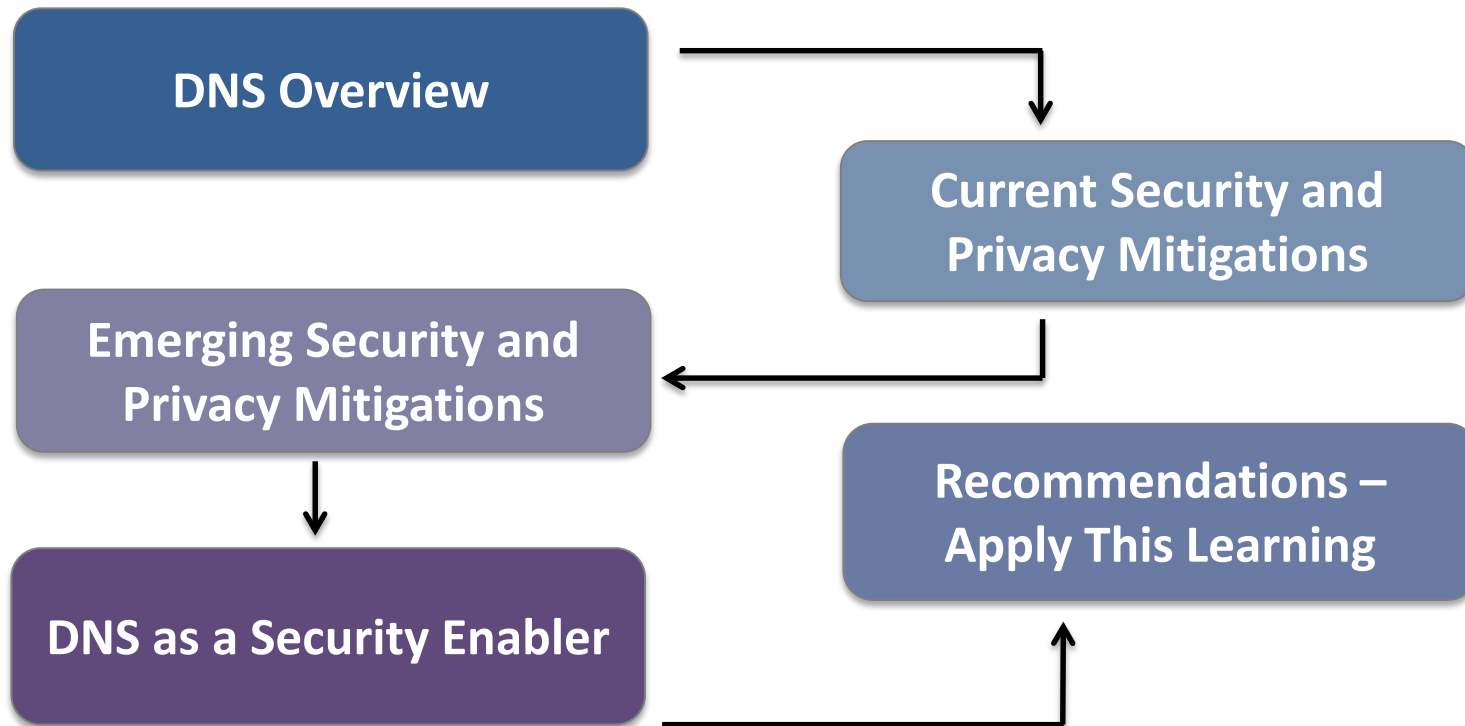 DNS Overview
Current Security and
Privacy Mitigations
Emerging Security and
Privacy Mitigations
DNS as a Security Enabler
Recommendations –
Apply This Learning